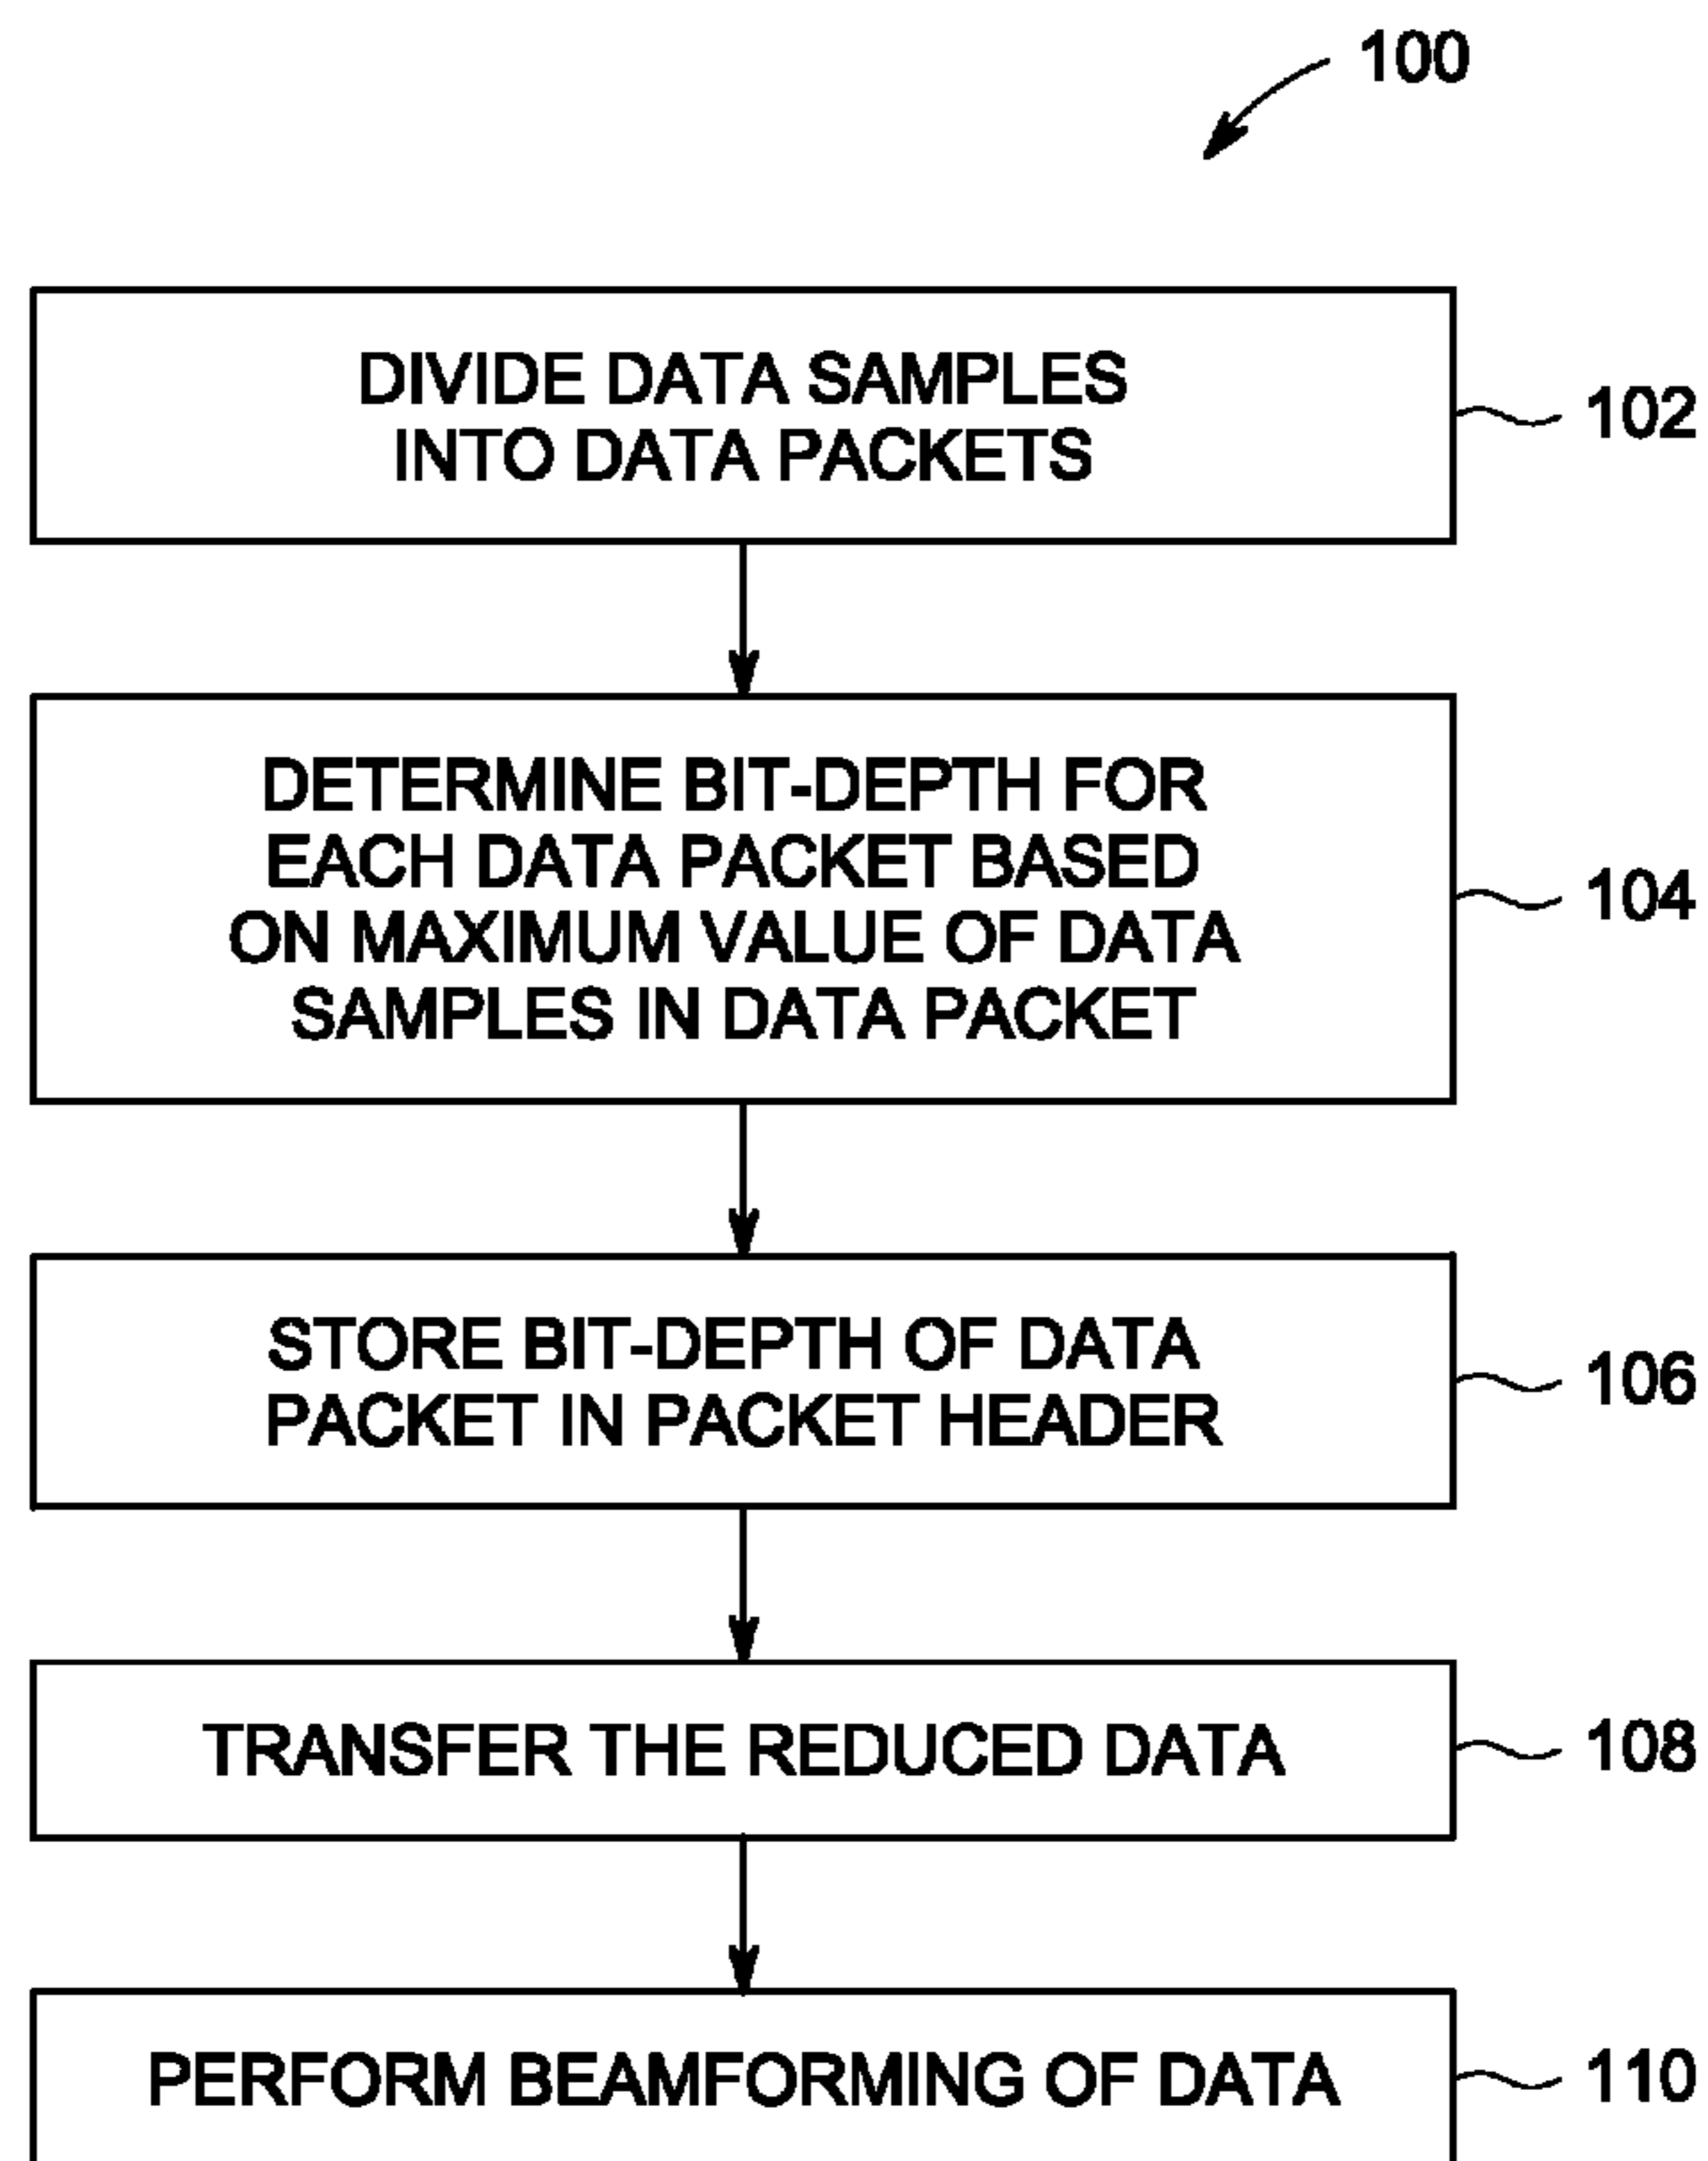 100
DIVIDE DATA SAMPLES
INTO DATA PACKETS
102
DETERMINE BIT-DEPTH FOR
EACH DATA PACKET BASED
ON MAXIMUM VALUE OF DATA
SAMPLES IN DATA PACKET
104
STORE BIT-DEPTH OF DATA
PACKET IN PACKET HEADER
106
TRANSFER THE REDUCED DATA
108
PERFORM BEAMFORMING OF DATA
110